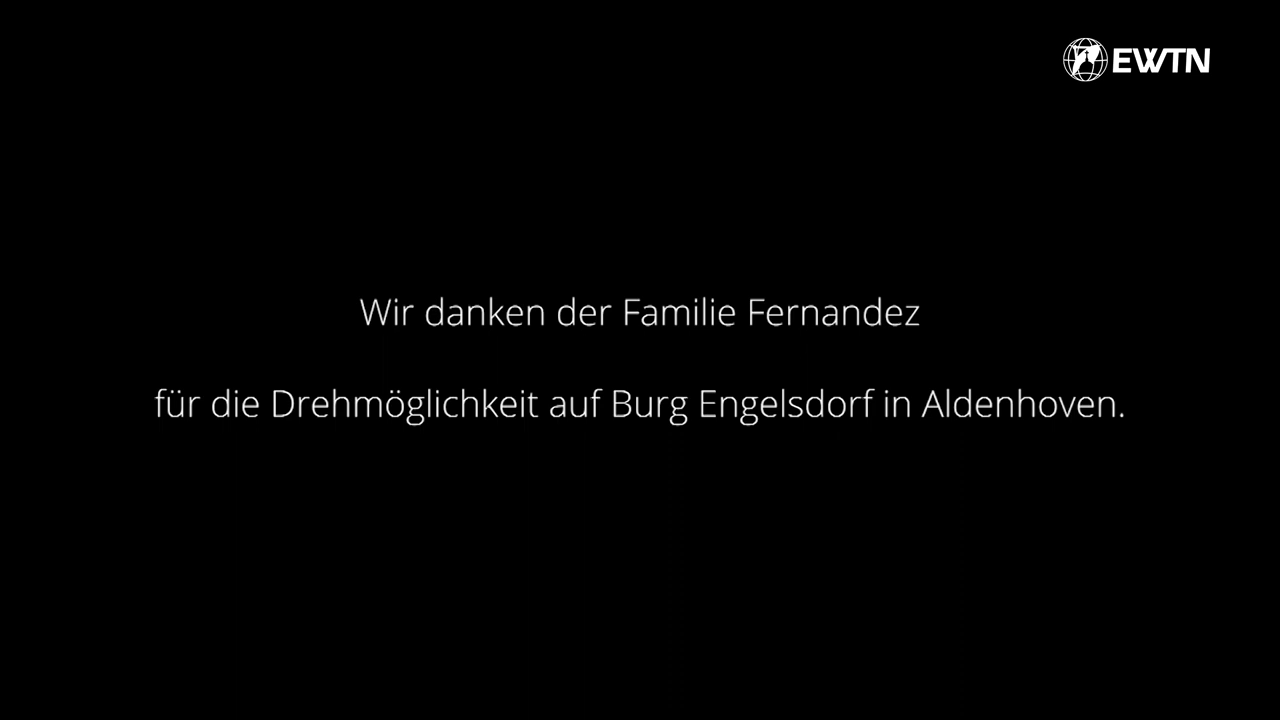 EWTN
Wir danken der Familie Fernandez
für die Drehmöglichkeit auf Burg Engelsdorf in Aldenhoven.